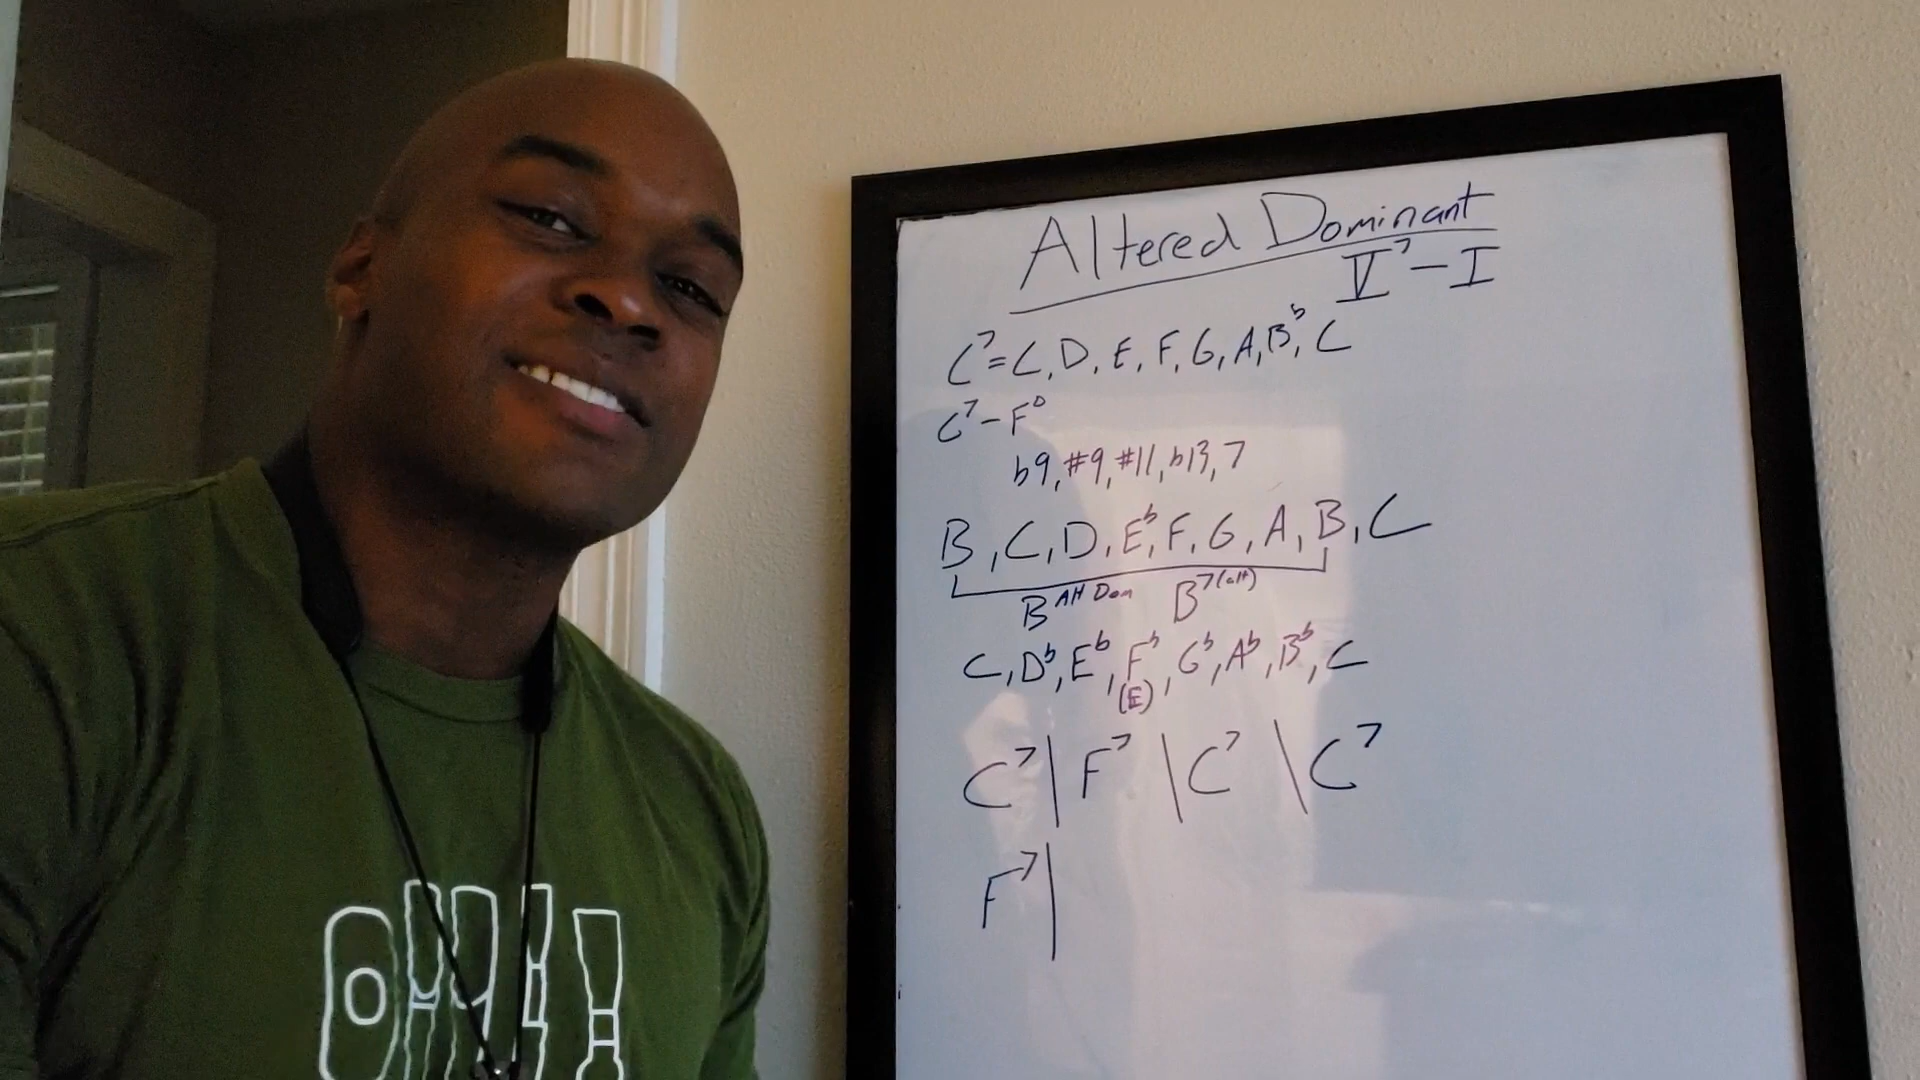 Altered Dominant
V7-I
C7=C, D, E, F, G, A, Bb, C
C7-F°
b9, #9, #11, b13, 7
B, C, D, Eb, F, G, A, B, C
B Alt Dom B7(alt)
C, Db, Eb, Fb, Gb, Ab, Bb, C
(E)
C7 | F7 | C7 | C7
F7 |